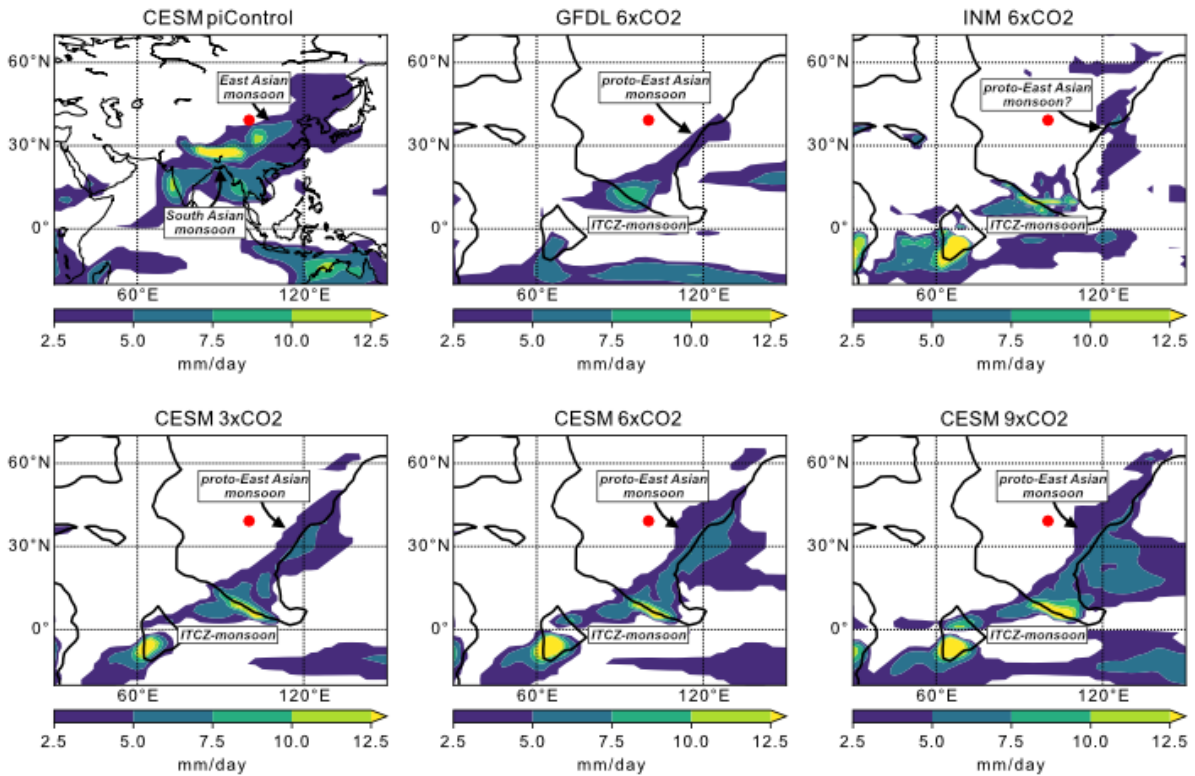 CESM piControl
GFDL 6xCO2
INM 6xCO2
60°N
30°N
0°
East Asian
monsoon
South Asian
monsoon
60°E
120°E
2.5 5.0 7.5 10.0 12.5
mm/day
60°N
30°N
0°
proto-East Asian
monsoon
ITCZ-monsoon
60°E
120°E
2.5 5.0 7.5 10.0 12.5
mm/day
60°N
30°N
0°
proto-East Asian
monsoon?
ITCZ-monsoon
60°E
120°E
2.5 5.0 7.5 10.0 12.5
mm/day
CESM 3xCO2
CESM 6xCO2
CESM 9xCO2
60°N
30°N
0°
proto-East Asian
monsoon
ITCZ-monsoon
60°E
120°E
2.5 5.0 7.5 10.0 12.5
mm/day
60°N
30°N
0°
proto-East Asian
monsoon
ITCZ-monsoon
60°E
120°E
2.5 5.0 7.5 10.0 12.5
mm/day
60°N
30°N
0°
proto-East Asian
monsoon
ITCZ-monsoon
60°E
120°E
2.5 5.0 7.5 10.0 12.5
mm/day